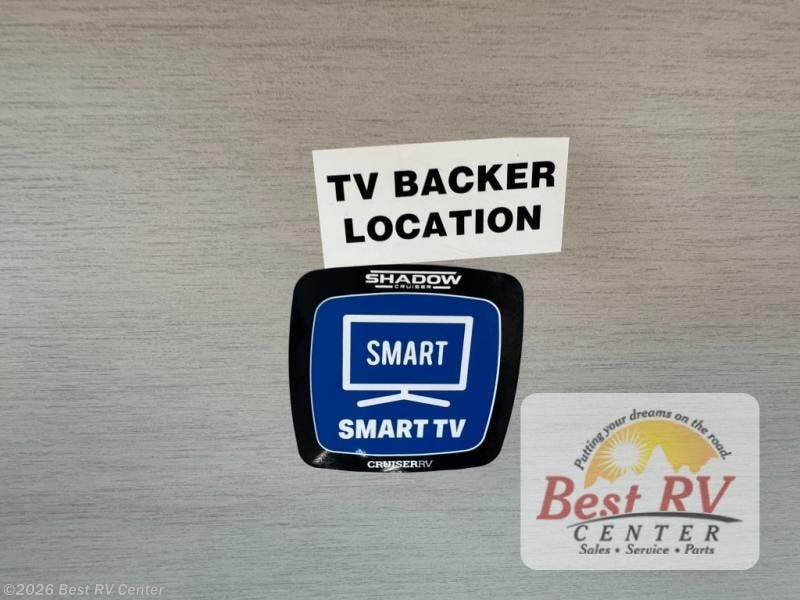 TV BACKER
LOCATION
SHADOW
CRUISER
SMART
SMART TV
CRUISERRV
Putting your dreams on the road.
Best RV
CENTER
Sales • Service • Parts
©2026 Best RV Center